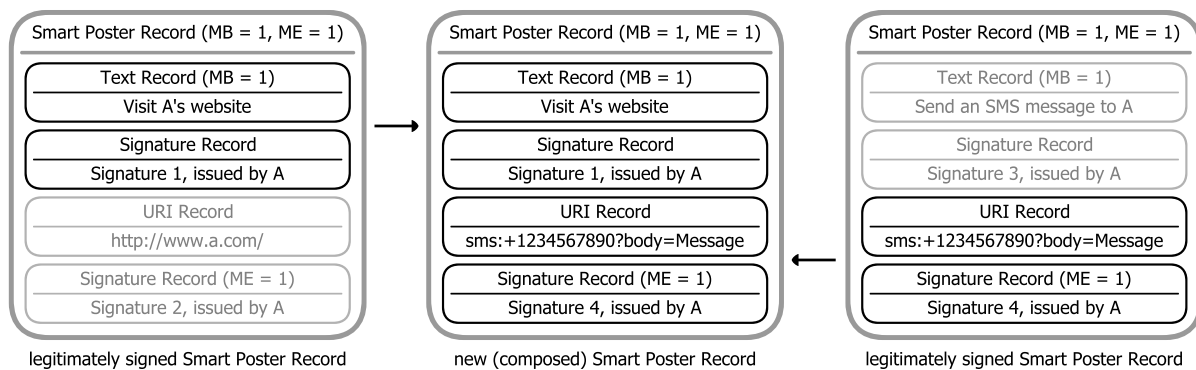 Smart Poster Record (MB = 1, ME = 1)
Text Record (MB = 1)
Visit A's website
Signature Record
Signature 1, issued by A
URI Record
http://www.a.com/
Signature Record (ME = 1)
Signature 2, issued by A
legitimately signed Smart Poster Record
Smart Poster Record (MB = 1, ME = 1)
Text Record (MB = 1)
Visit A's website
Signature Record
Signature 1, issued by A
URI Record
sms:+1234567890?body=Message
Signature Record (ME = 1)
Signature 4, issued by A
new (composed) Smart Poster Record
Smart Poster Record (MB = 1, ME = 1)
Text Record (MB = 1)
Send an SMS message to A
Signature Record
Signature 3, issued by A
URI Record
sms:+1234567890?body=Message
Signature Record (ME = 1)
Signature 4, issued by A
legitimately signed Smart Poster Record